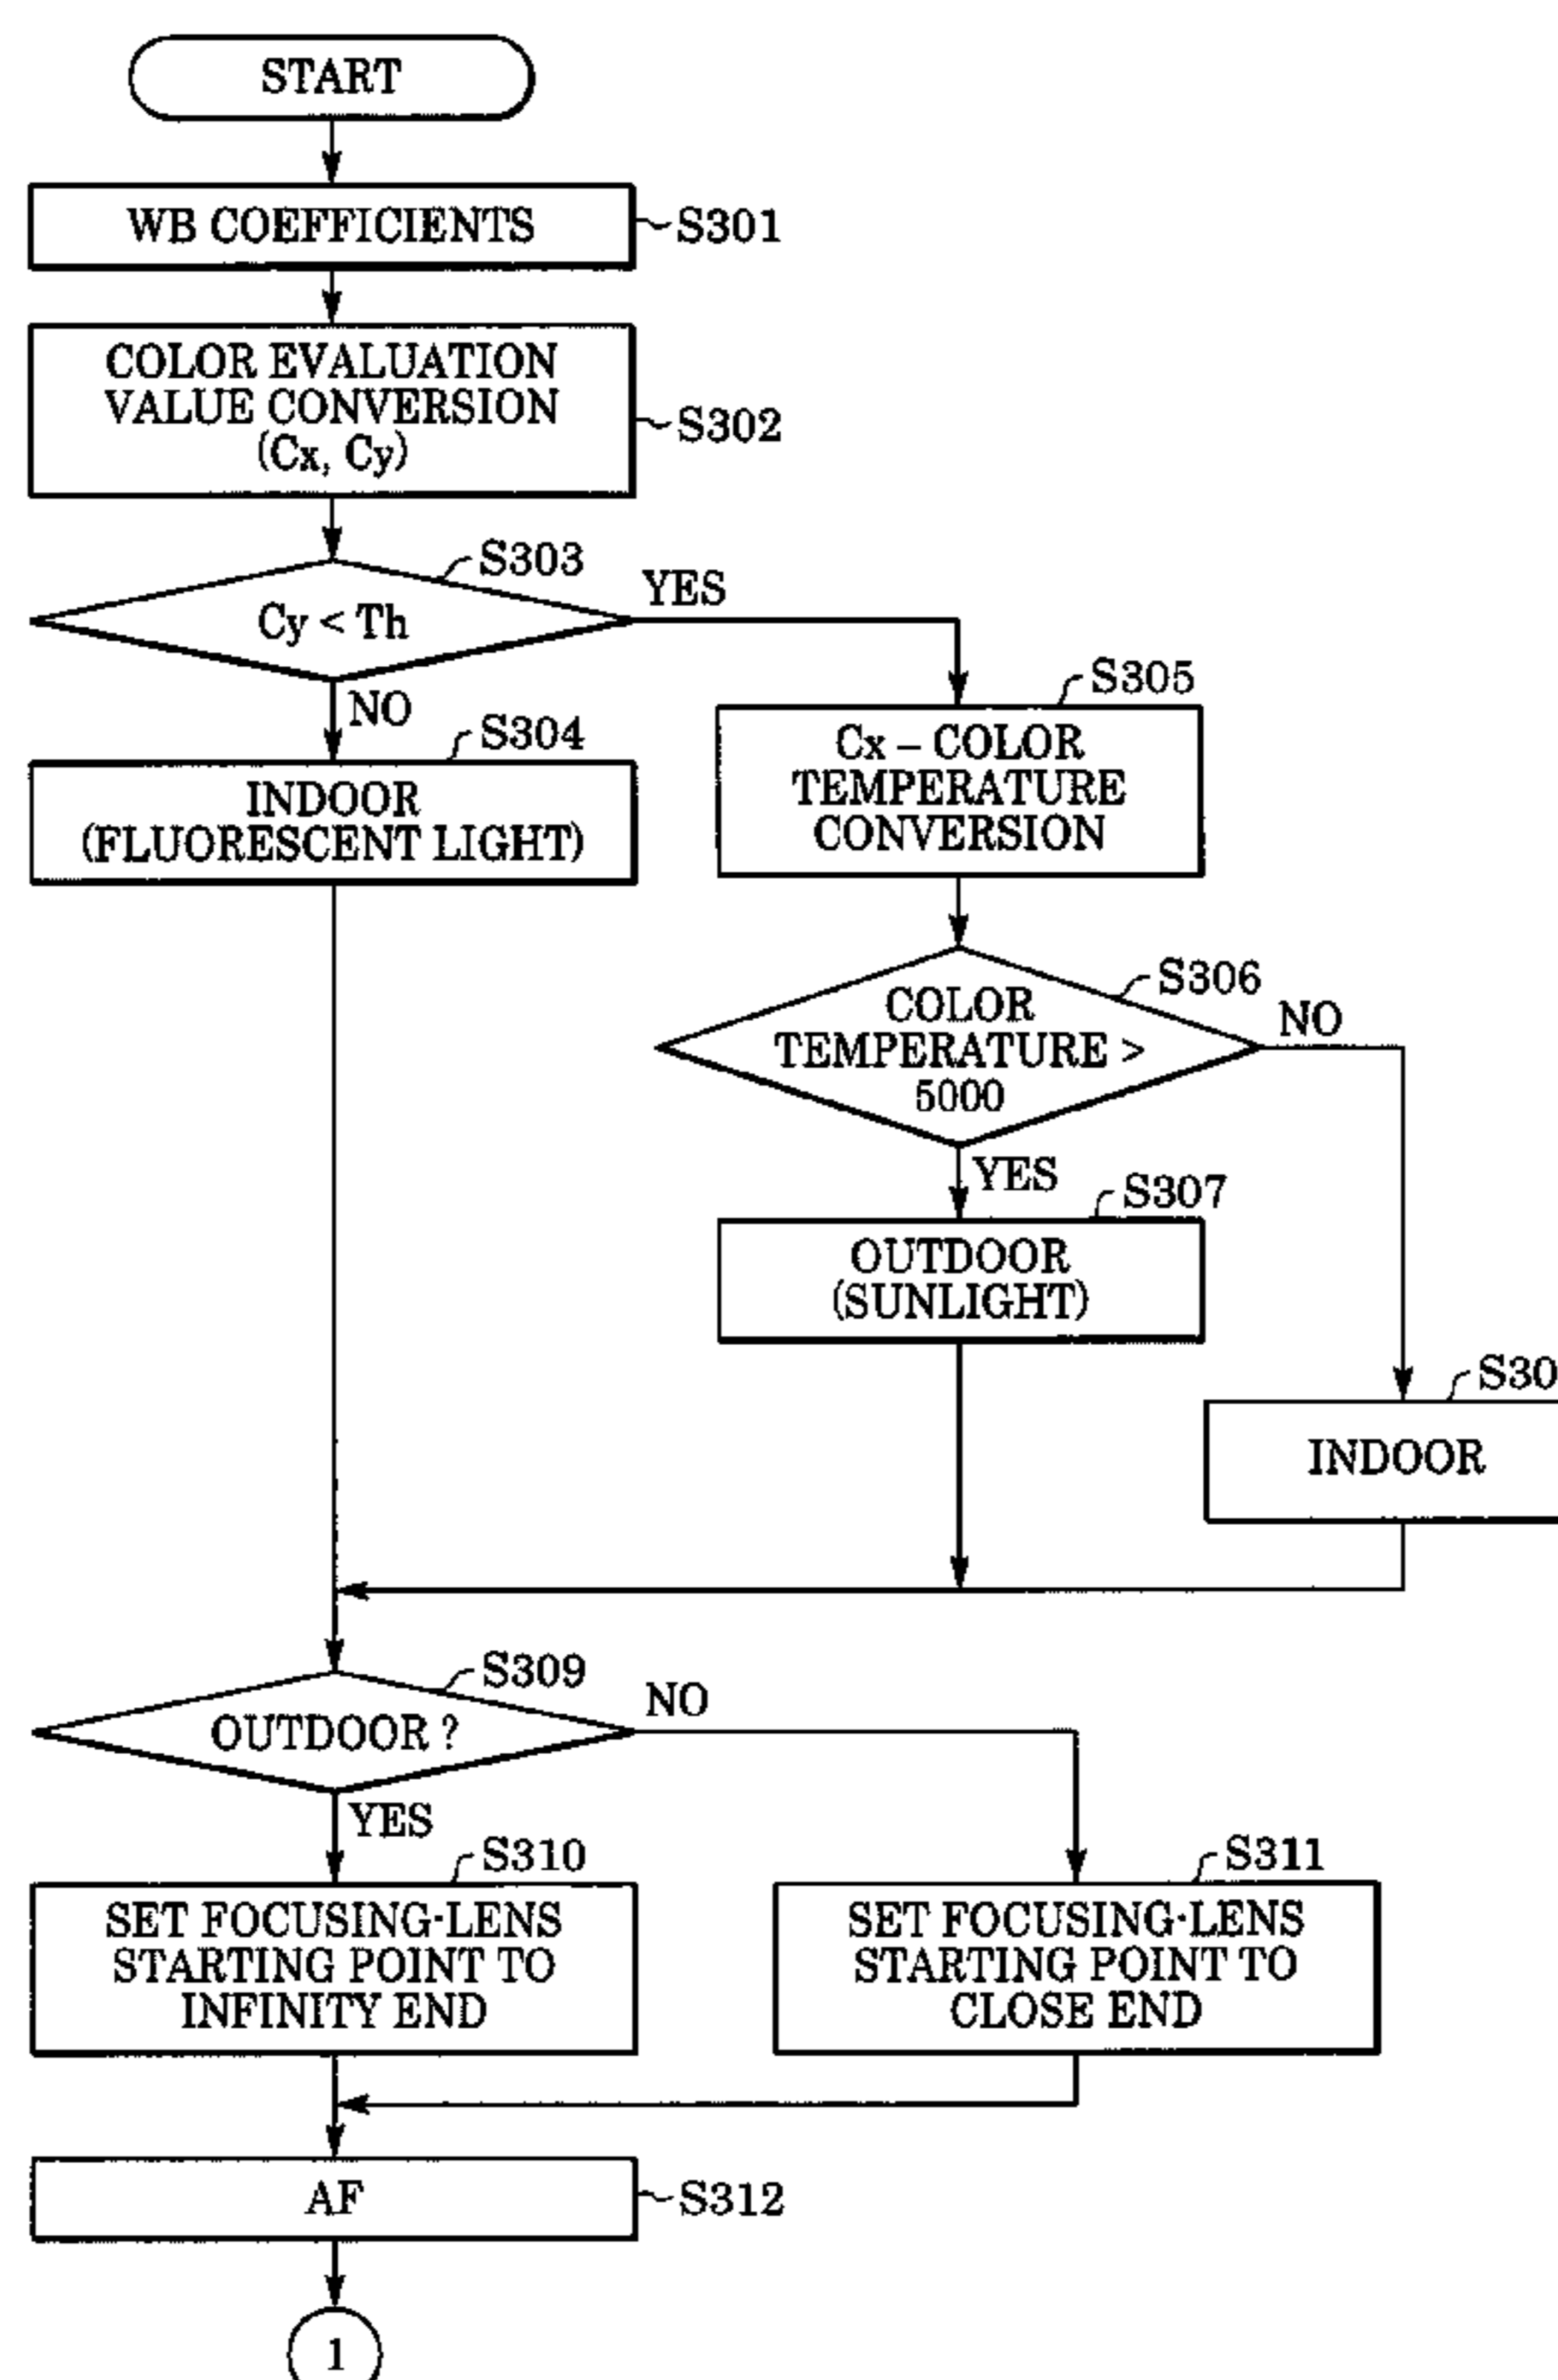 START
WB COEFFICIENTS
S301
COLOR EVALUATION
VALUE CONVERSION
(Cx, Cy)
S302
S303
Cy < Th
YES
NO
S304
INDOOR
(FLUORESCENT LIGHT)
S305
Cx – COLOR
TEMPERATURE
CONVERSION
S306
COLOR
TEMPERATURE >
5000
NO
YES
S307
OUTDOOR
(SUNLIGHT)
S30
INDOOR
S309
OUTDOOR ?
NO
YES
S310
SET FOCUSING-LENS
STARTING POINT TO
INFINITY END
S311
SET FOCUSING-LENS
STARTING POINT TO
CLOSE END
AF
S312
1